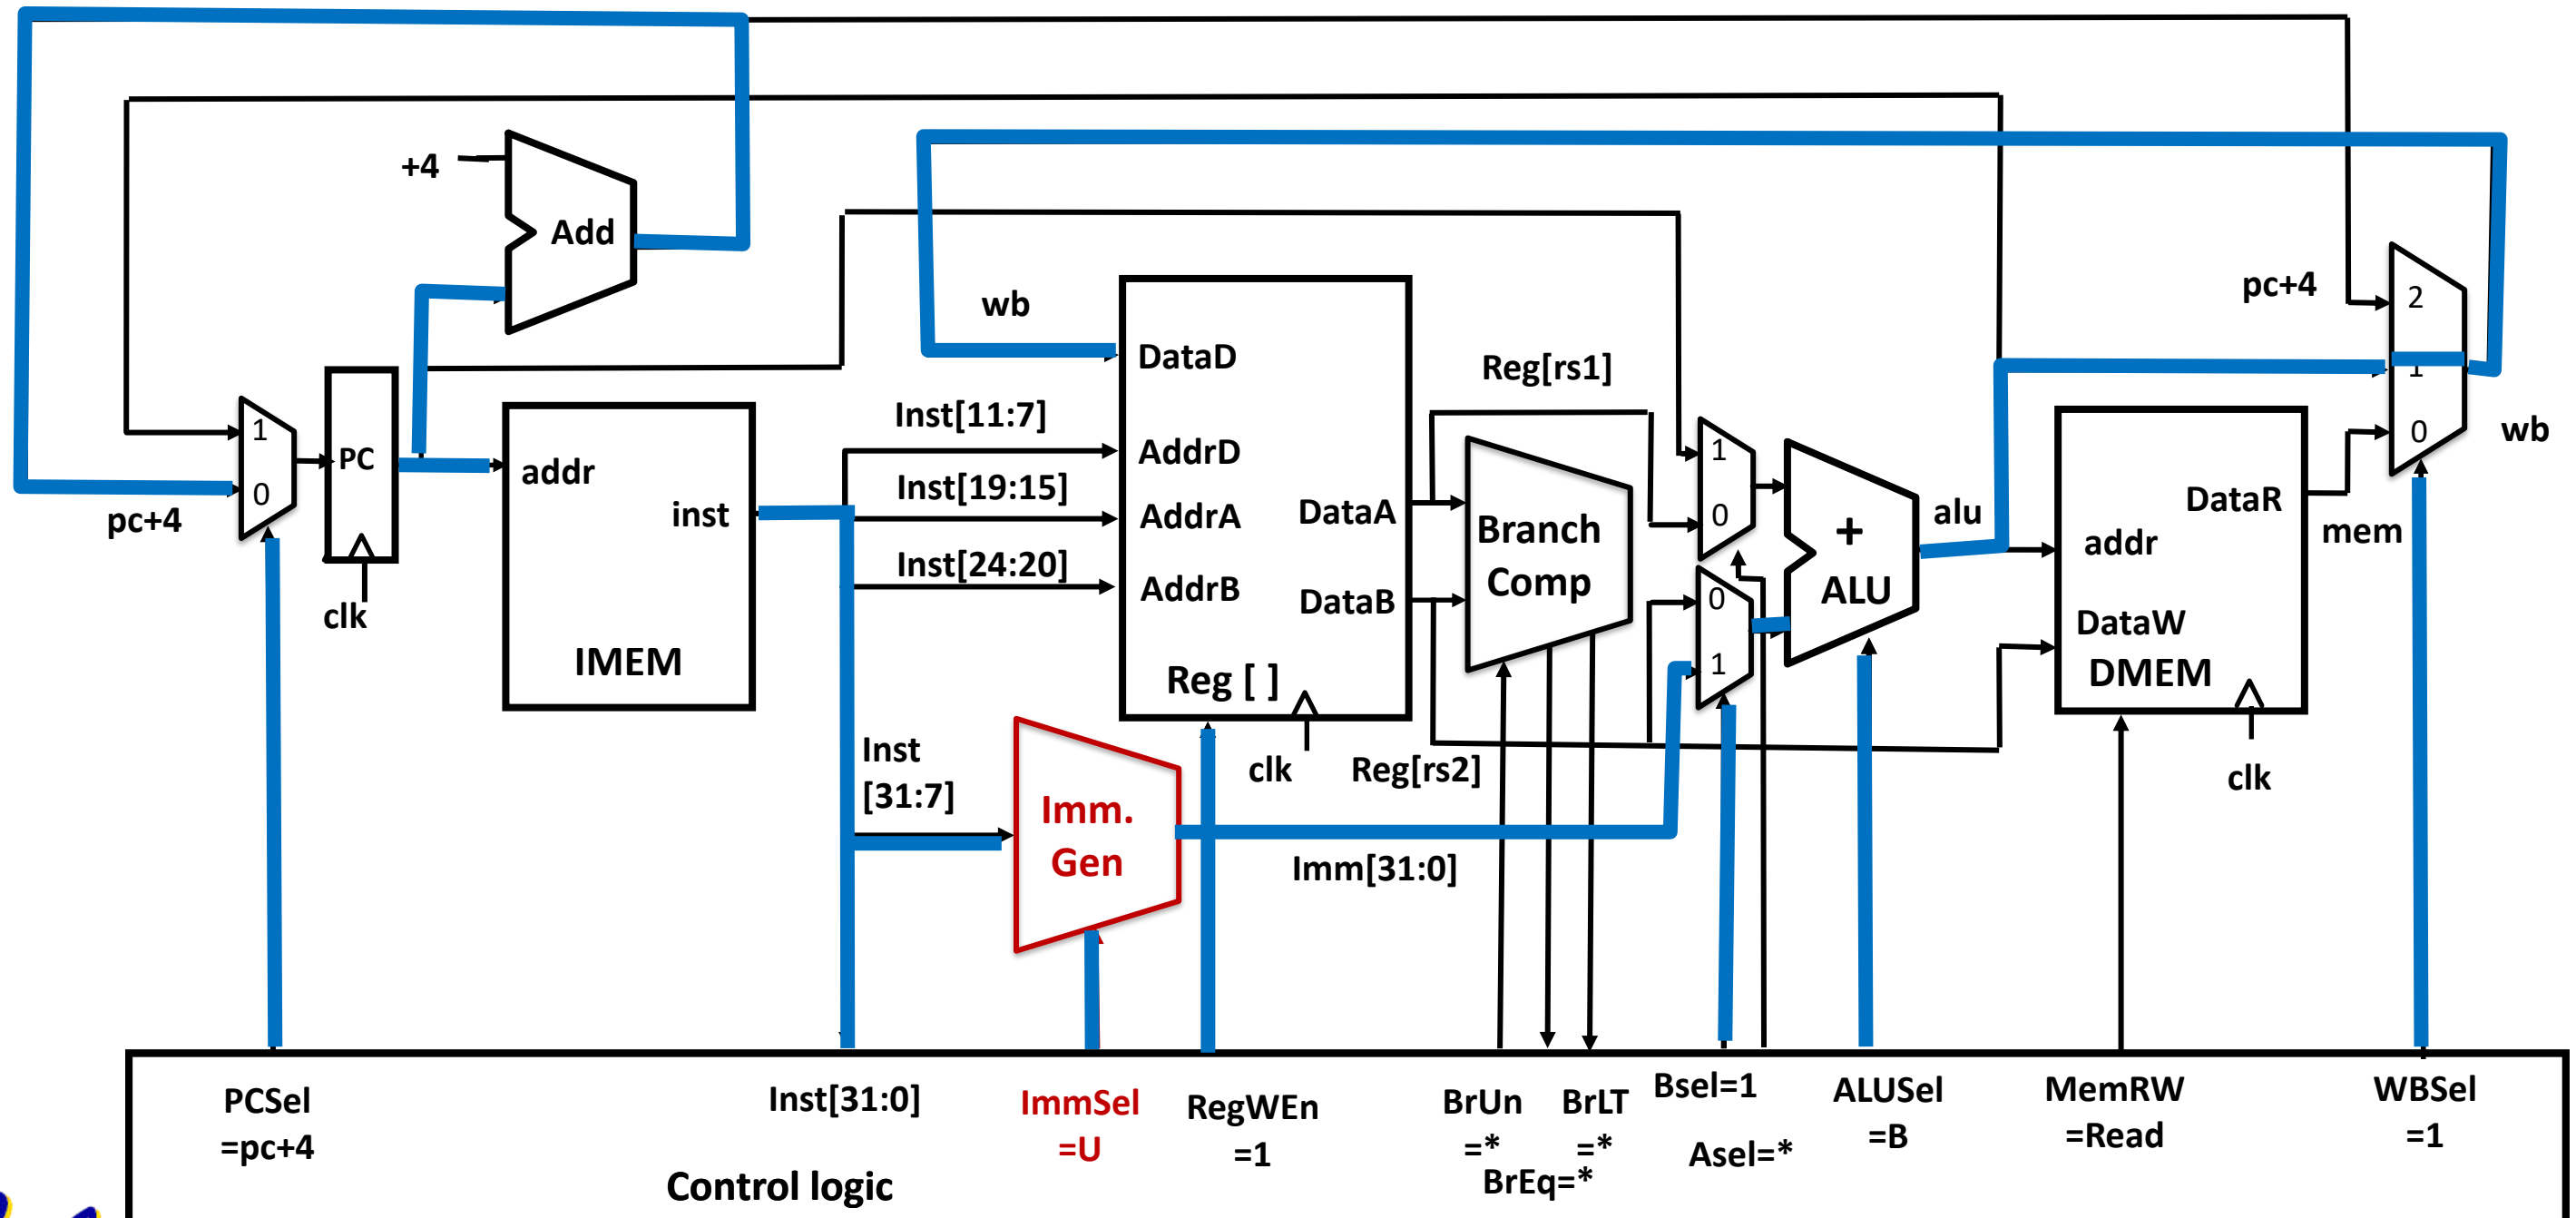 +4
Add
pc+4
2
1
0
wb
pc+4
1
0
PC
clk
addr
inst
IMEM
wb
Inst[11:7]
Inst[19:15]
Inst[24:20]
DataD
AddrD
AddrA
AddrB
DataA
DataB
Reg [ ]
clk
Reg[rs1]
Reg[rs2]
Branch
Comp
1
0
0
1
+
ALU
alu
addr
DataW
DMEM
DataR
clk
mem
Inst
[31:7]
Imm.
Gen
Imm[31:0]
PCSel
=pc+4
Inst[31:0]
ImmSel
=U
RegWEn
=1
BrUn
=*
BrLT
=*
BrEq=*
Bsel=1
Asel=*
ALUSel
=B
MemRW
=Read
WBSel
=1
Control logic